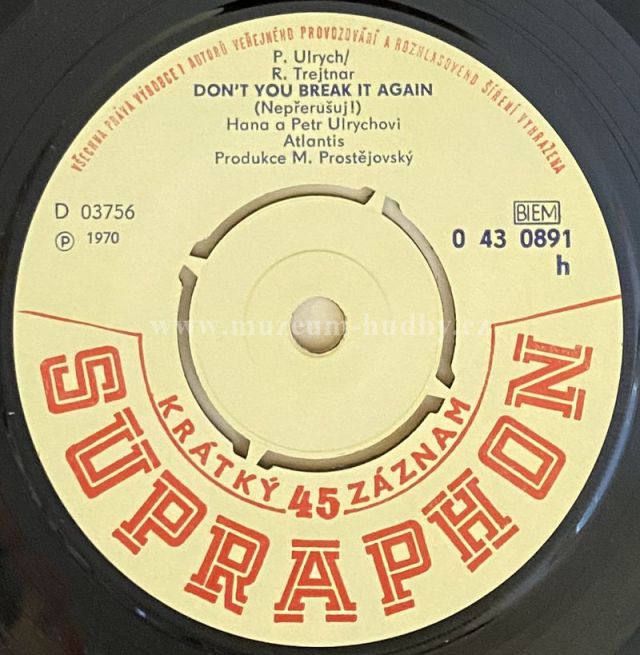 VŠECHNA PRÁVA VÝROBCE I AUTORŮ VEŘEJNÉHO PROVOZOVÁNÍ A ROZHLASOVÉHO ŠÍŘENÍ VYHRAŽENA
P. Ulrych/
R. Trejtnar
DON'T YOU BREAK IT AGAIN
(Nepřerušuj!)
Hana a Petr Ulrychovi
Atlantis
Produkce M. Prostějovský
D 03756
Ⓟ 1970
BIEM
0 43 0891
h
www.muzeum-hudby.cz
KRÁTKÝ 45 ZÁZNAM
SUPRAPHON